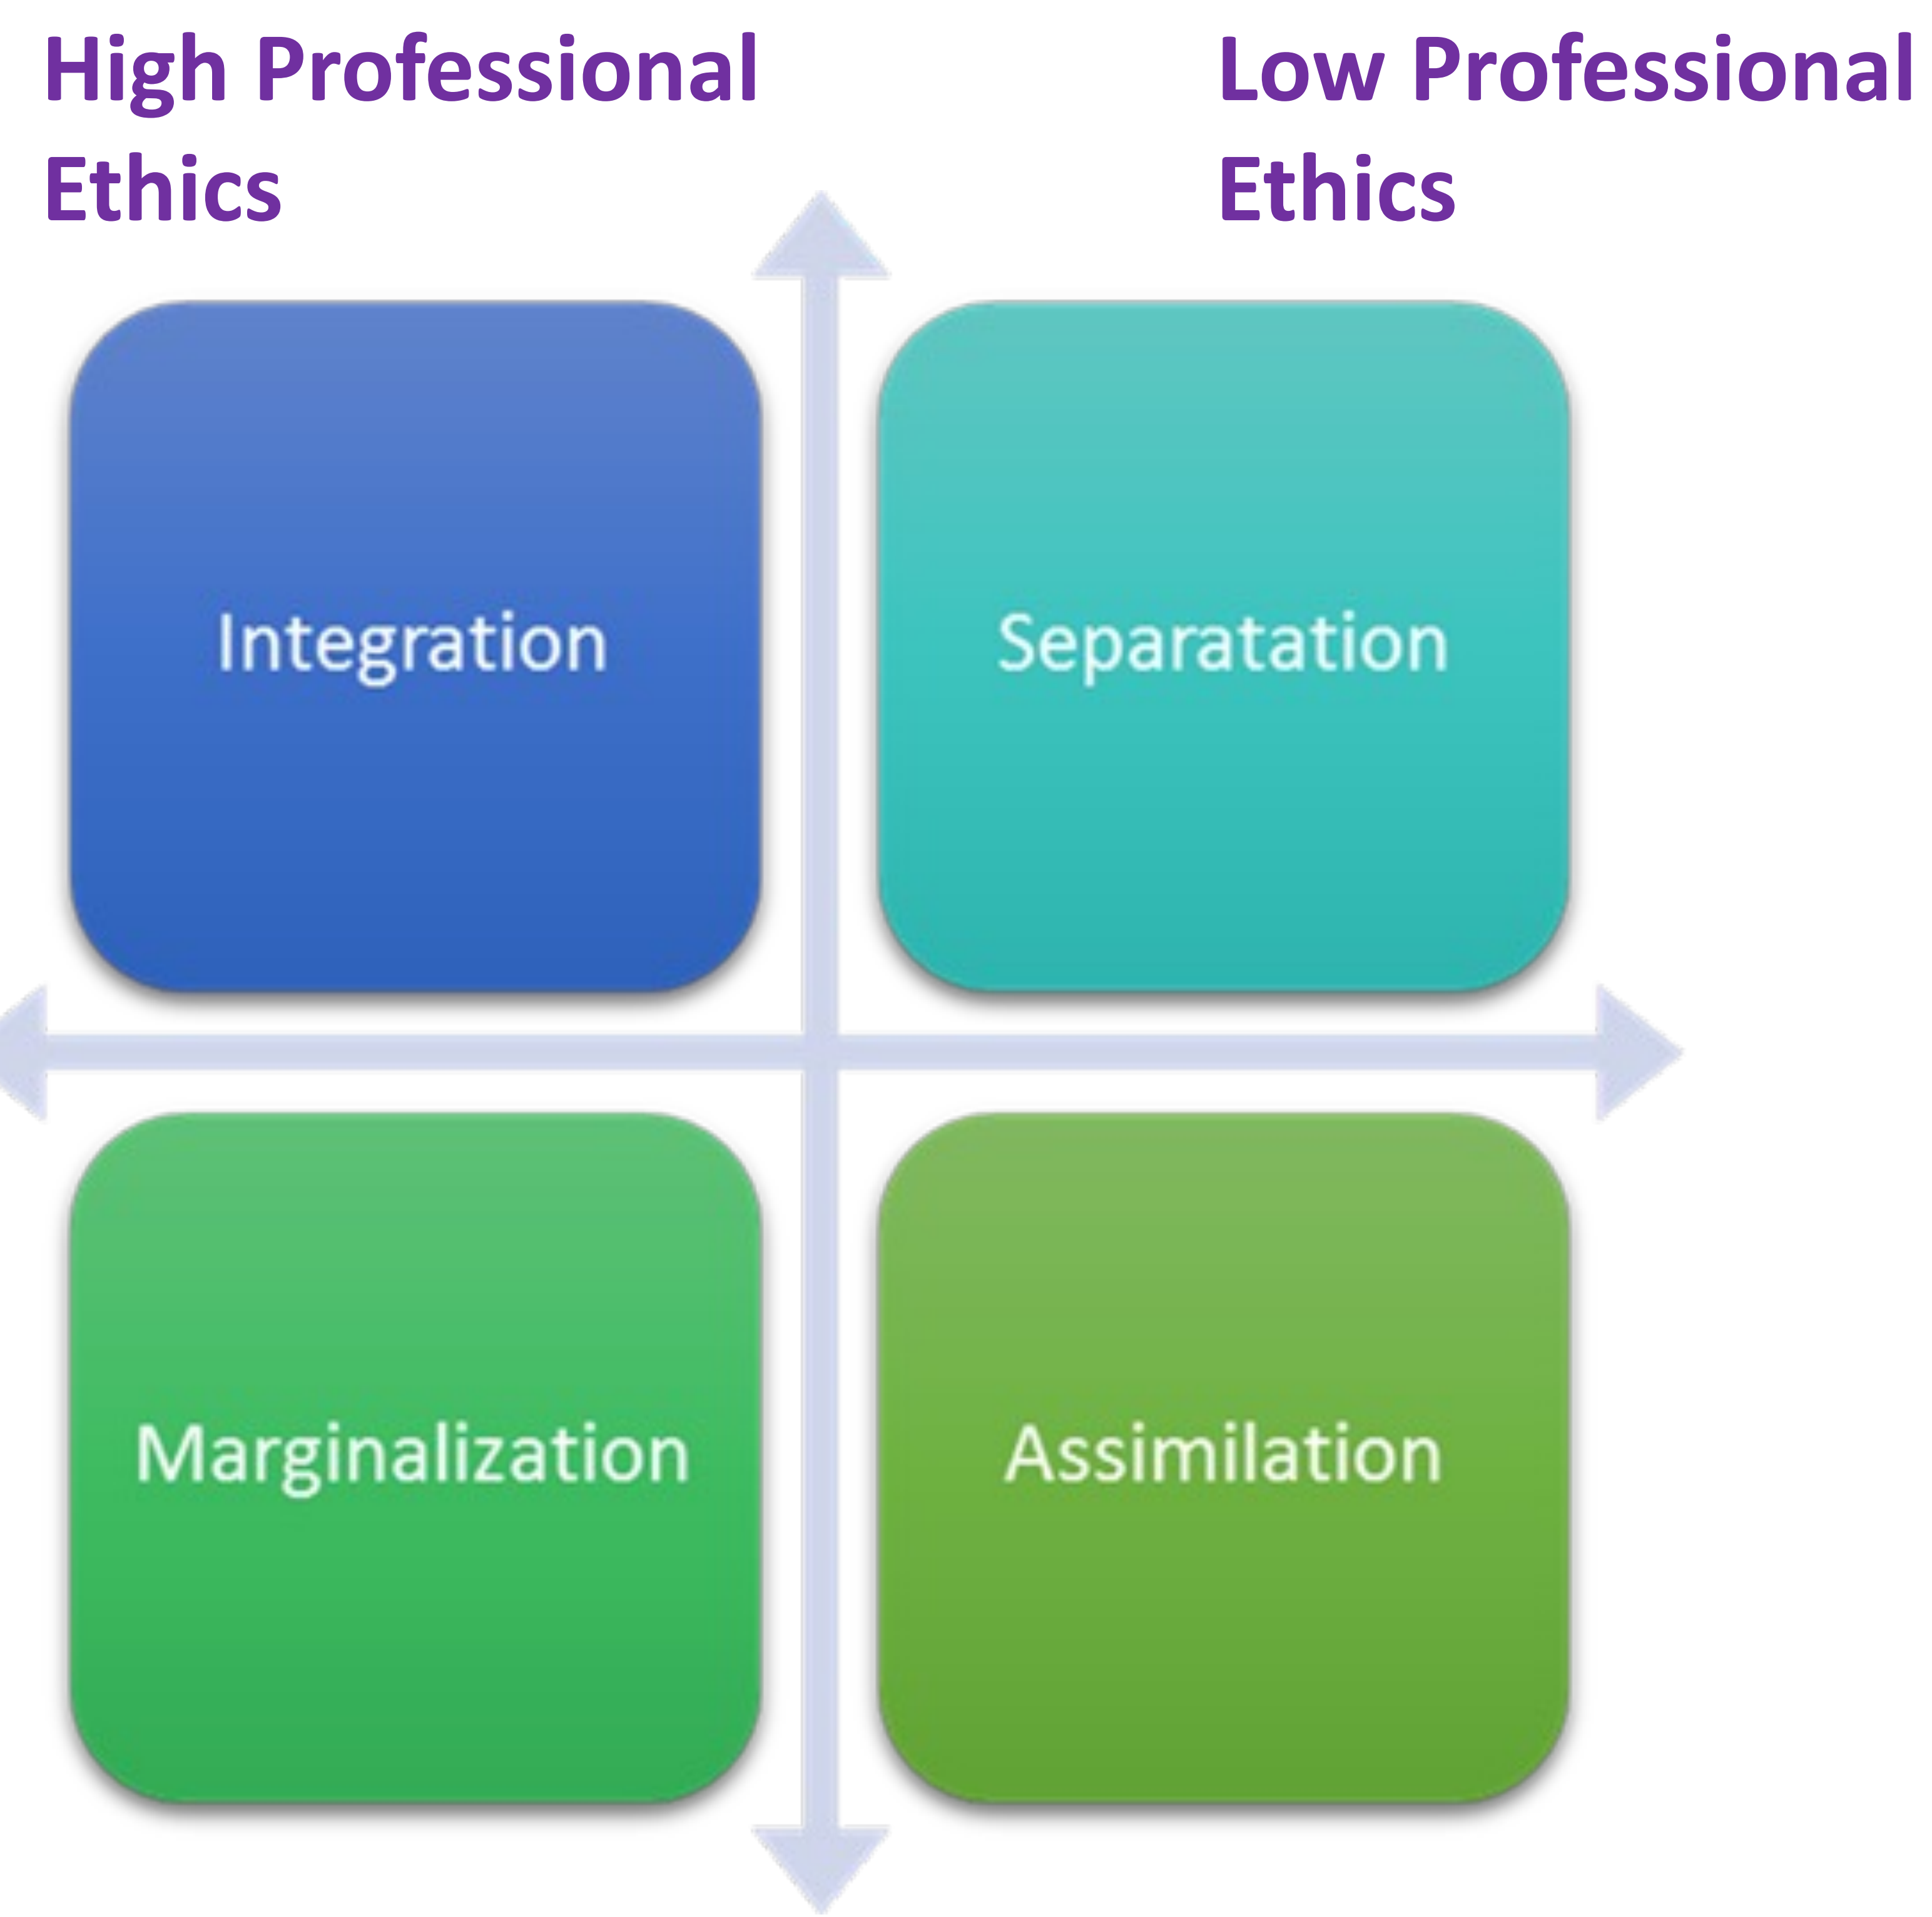 High Professional
Ethics
Low Professional
Ethics
Integration
Separatation
Marginalization
Assimilation